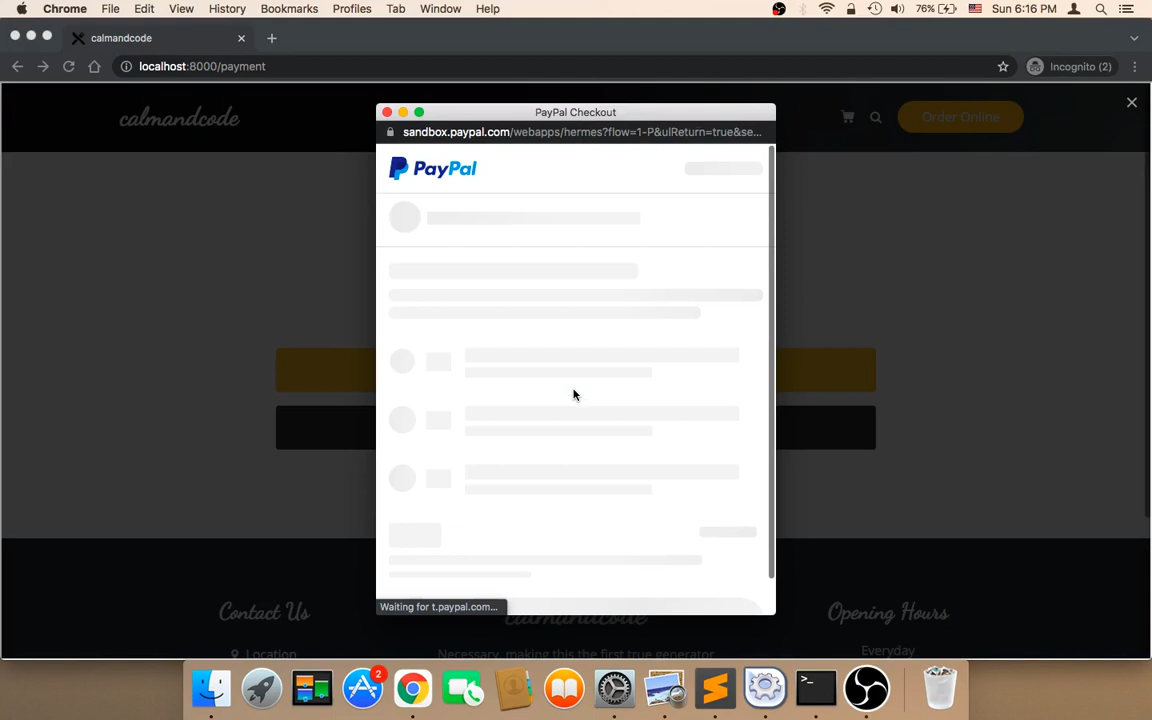 Chrome File Edit View History Bookmarks Profiles Tab Window Help 76% Sun 6:16 PM
calmandcode
localhost:8000/payment Incognito (2)
calmandcode Order Online
PayPal Checkout
sandbox.paypal.com/webapps/hermes?flow=1-P&ulReturn=true&se...
PayPal
Waiting for t.paypal.com...
Contact Us calmandcode Opening Hours
Location Necessary, making this the first true generator Everyday
2